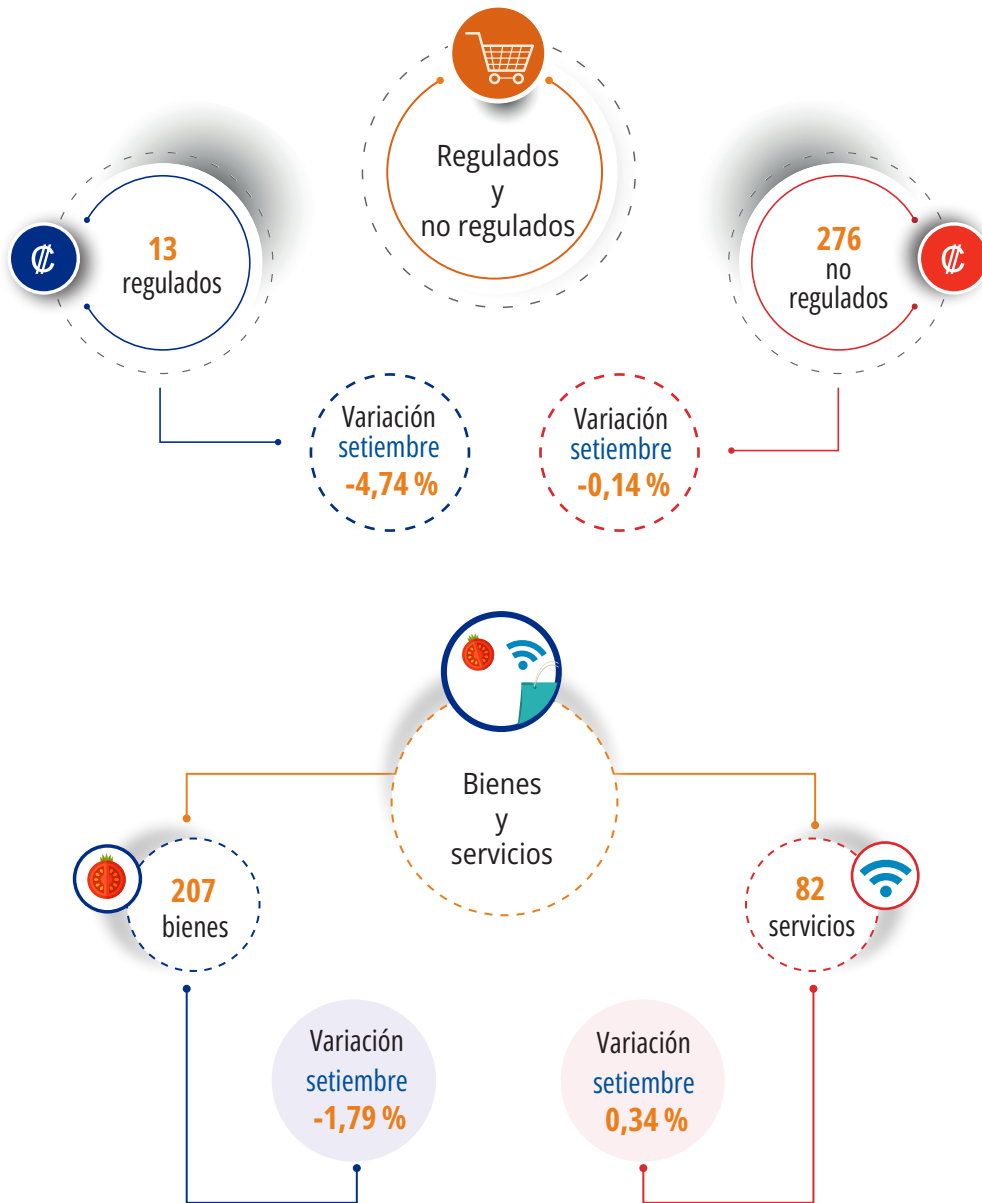 Regulados
y
no regulados
13
regulados
276
no
regulados
₡
₡
Variación
setiembre
-4,74 %
Variación
setiembre
-0,14 %
Bienes
y
servicios
207
bienes
82
servicios
Variación
setiembre
-1,79 %
Variación
setiembre
0,34 %